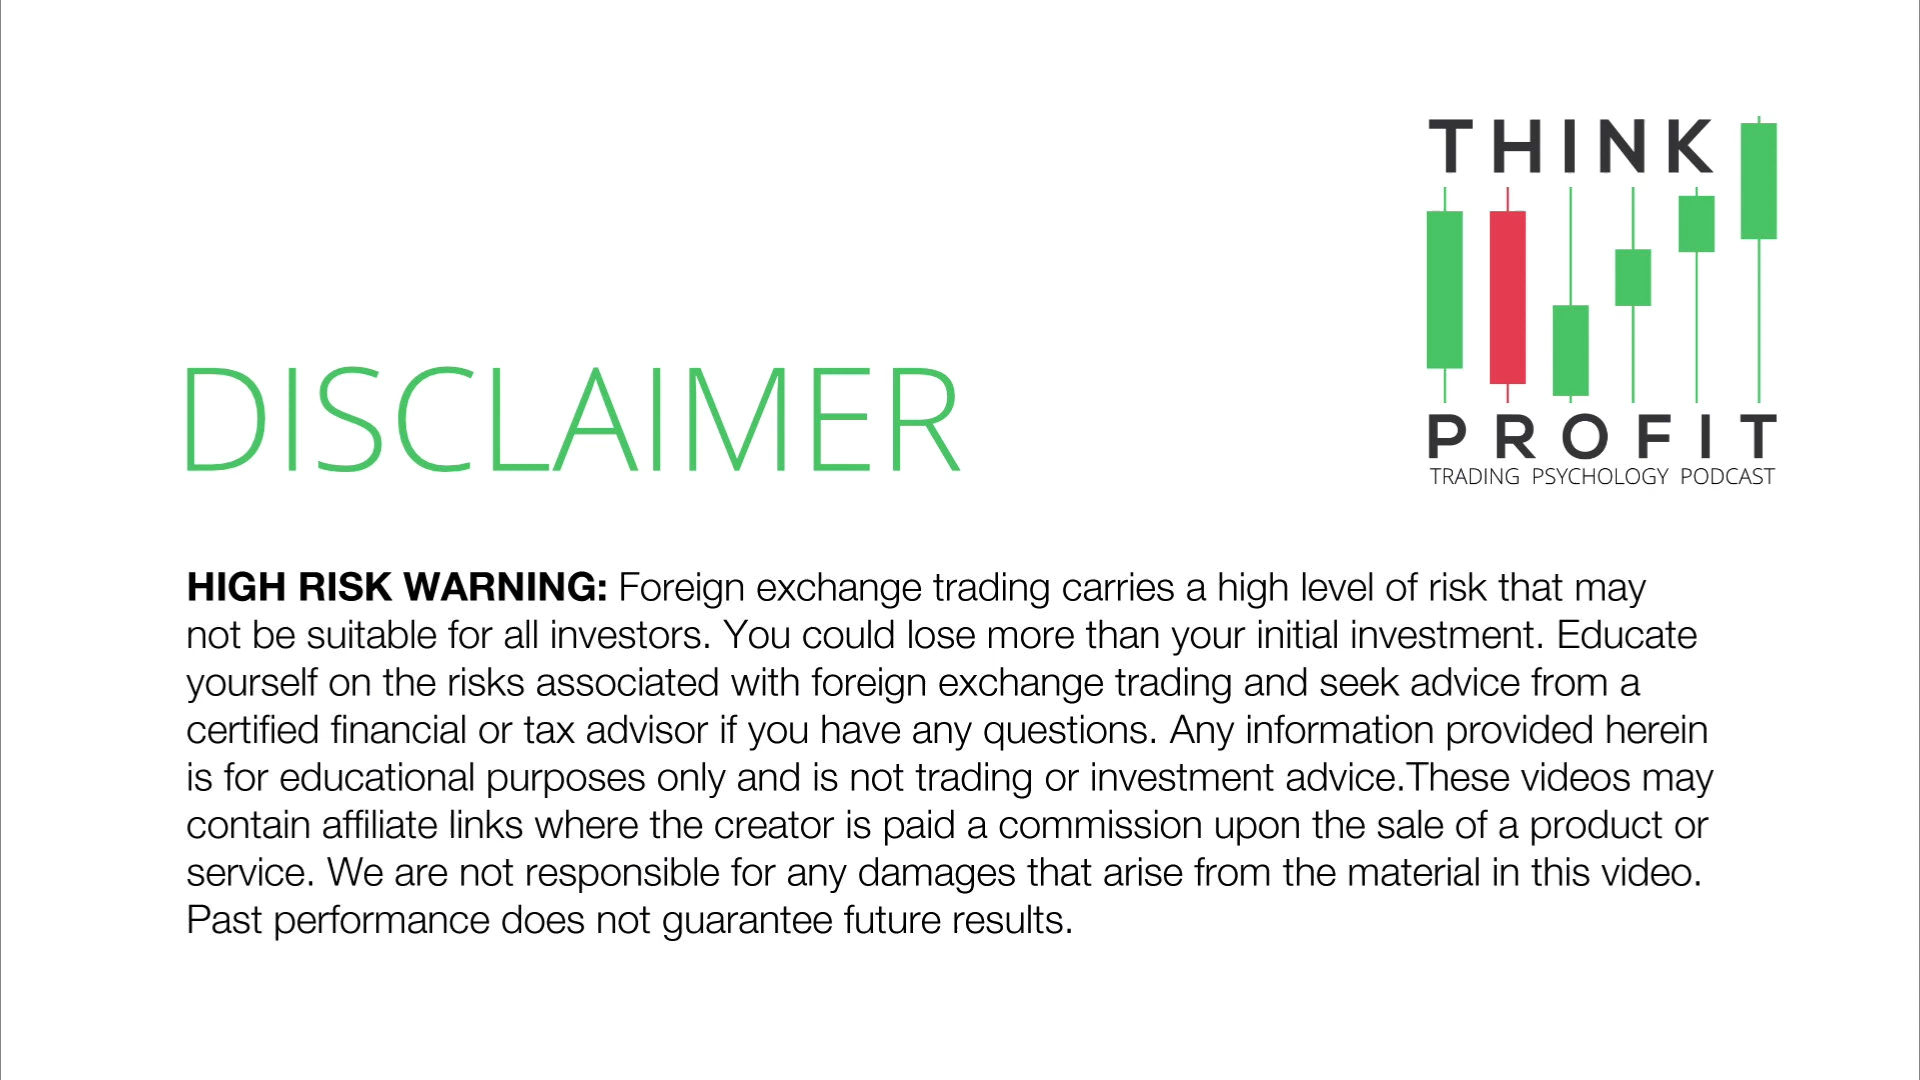 THINK
PROFIT
TRADING PSYCHOLOGY PODCAST
DISCLAIMER
HIGH RISK WARNING: Foreign exchange trading carries a high level of risk that may
not be suitable for all investors. You could lose more than your initial investment. Educate
yourself on the risks associated with foreign exchange trading and seek advice from a
certified financial or tax advisor if you have any questions. Any information provided herein
is for educational purposes only and is not trading or investment advice.These videos may
contain affiliate links where the creator is paid a commission upon the sale of a product or
service. We are not responsible for any damages that arise from the material in this video.
Past performance does not guarantee future results.